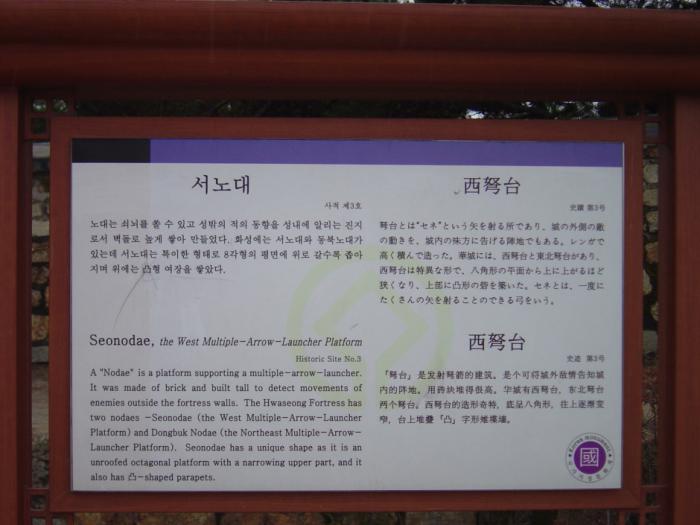 서노대
사적 제3호
노대는 쇠뇌를 쏠 수 있고 성밖의 적의 동향을 성내에 알리는 진지
로서 벽돌로 높게 쌓아 만들었다. 화성에는 서노대와 동북노대가
있는데 서노대는 특이한 형태로 8각형의 평면에 위로 갈수록 좁아
지며 위에는 凸형 여장을 쌓았다.
Seonodae, the West Multiple-Arrow-Launcher Platform
Historic Site No.3
A "Nodae" is a platform supporting a multiple-arrow-launcher.
It was made of brick and built tall to detect movements of
enemies outside the fortress walls. The Hwaseong Fortress has
two nodaes -Seonodae (the West Multiple-Arrow-Launcher
Platform) and Dongbuk Nodae (the Northeast Multiple-Arrow-
Launcher Platform). Seonodae has a unique shape as it is an
unroofed octagonal platform with a narrowing upper part, and it
also has 凸-shaped parapets.
西弩台
史蹟 第3号
弩台とは"セネ"という矢を射る所であり、城の外側の敵
の動きを、城内の味方に告げる陣地でもある。レンガで
高く積んで造った。華城には、西弩台と東北弩台があり、
西弩台は特異な形で、八角形の平面から上に上がるほど
狭くなり、上部に凸形の砦を築いた。セネとは、一度に
たくさんの矢を射ることのできる弓をいう。
西弩台
史迹 第3号
「弩台」是发射弩箭的建筑。是个可将城外敌情告知城
内的阵地。用砖块堆得很高。华城有西弩台，东北弩台
两个弩台。西弩台的造形奇特，底呈八角形，往上逐渐变
窄，台上堆叠「凸」字形雉堞墙。
國